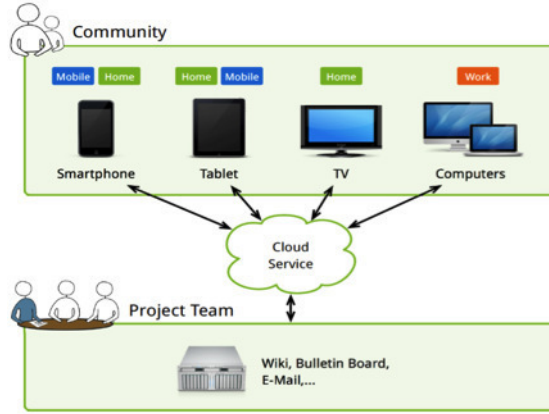 Community
Mobile Home
Home Mobile
Home
Work
Smartphone
Tablet
TV
Computers
Cloud
Service
Project Team
Wiki, Bulletin Board,
E-Mail,...